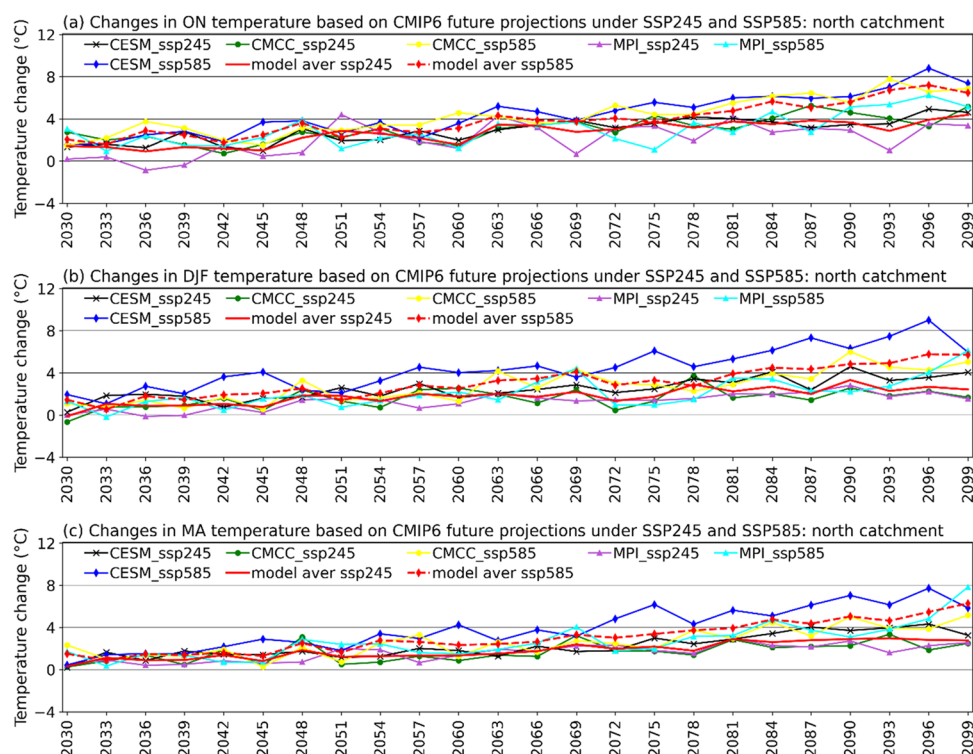 (a) Changes in ON temperature based on CMIP6 future projections under SSP245 and SSP585: north catchment
Temperature change (°C)
12
8
4
0
−4
CESM_ssp245 CMCC_ssp245 CMCC_ssp585 MPI_ssp245 MPI_ssp585
CESM_ssp585 model aver ssp245 model aver ssp585
2030 2033 2036 2039 2042 2045 2048 2051 2054 2057 2060 2063 2066 2069 2072 2075 2078 2081 2084 2087 2090 2093 2096 2099
(b) Changes in DJF temperature based on CMIP6 future projections under SSP245 and SSP585: north catchment
Temperature change (°C)
12
8
4
0
−4
CESM_ssp245 CMCC_ssp245 CMCC_ssp585 MPI_ssp245 MPI_ssp585
CESM_ssp585 model aver ssp245 model aver ssp585
2030 2033 2036 2039 2042 2045 2048 2051 2054 2057 2060 2063 2066 2069 2072 2075 2078 2081 2084 2087 2090 2093 2096 2099
(c) Changes in MA temperature based on CMIP6 future projections under SSP245 and SSP585: north catchment
Temperature change (°C)
12
8
4
0
−4
CESM_ssp245 CMCC_ssp245 CMCC_ssp585 MPI_ssp245 MPI_ssp585
CESM_ssp585 model aver ssp245 model aver ssp585
2030 2033 2036 2039 2042 2045 2048 2051 2054 2057 2060 2063 2066 2069 2072 2075 2078 2081 2084 2087 2090 2093 2096 2099